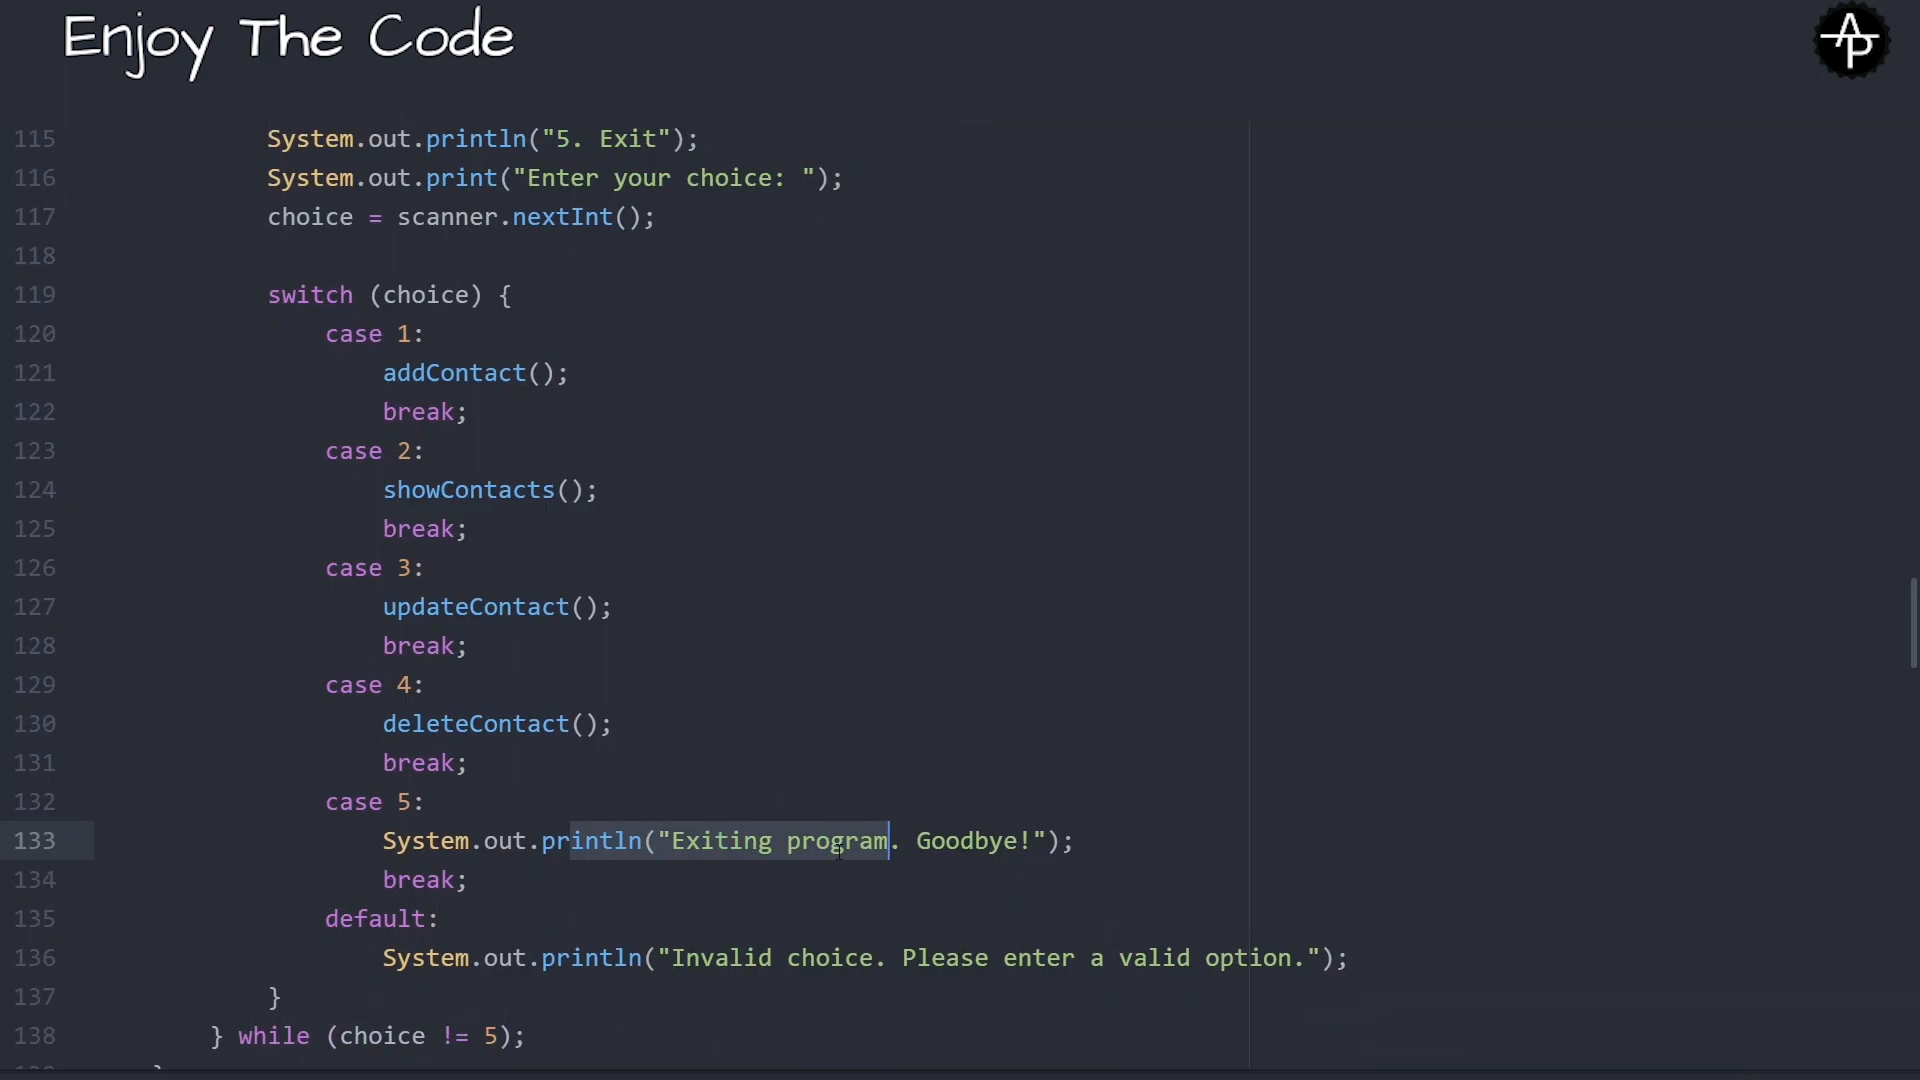 Enjoy The Code
AP
115 System.out.println("5. Exit");
116 System.out.print("Enter your choice: ");
117 choice = scanner.nextInt();
118
119 switch (choice) {
120 case 1:
121 addContact();
122 break;
123 case 2:
124 showContacts();
125 break;
126 case 3:
127 updateContact();
128 break;
129 case 4:
130 deleteContact();
131 break;
132 case 5:
133 System.out.println("Exiting program. Goodbye!");
134 break;
135 default:
136 System.out.println("Invalid choice. Please enter a valid option.");
137 }
138 } while (choice != 5);